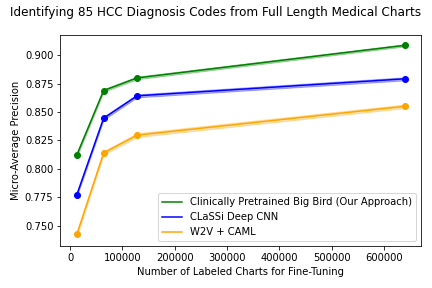 Identifying 85 HCC Diagnosis Codes from Full Length Medical Charts
0.900
0.875
0.850
0.825
0.800
0.775
0.750
Micro-Average Precision
Clinically Pretrained Big Bird (Our Approach)
CLaSSi Deep CNN
W2V + CAML
0 100000 200000 300000 400000 500000 600000
Number of Labeled Charts for Fine-Tuning